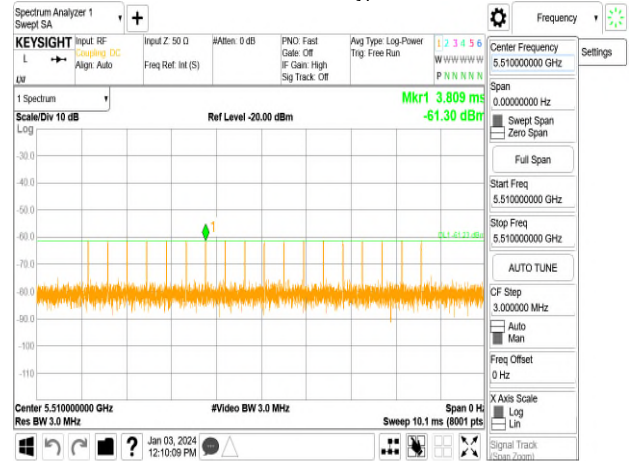 Spectrum Analyzer 1
Swept SA
Frequency
Settings
KEYSIGHT
L
Input: RF
Coupling: DC
Align: Auto
Input Z: 50 Ω
Freq Ref: Int (S)
#Atten: 0 dB
PNO: Fast
Gate: Off
IF Gain: High
Sig Track: Off
Avg Type: Log-Power
Trig: Free Run
1 2 3 4 5 6
W W W W W W
P N N N N N
1 Spectrum
Mkr1 3.809 ms
Scale/Div 10 dB
Ref Level -20.00 dBm
-61.30 dBm
Log
-30.0
-40.0
-50.0
-60.0
1
-70.0
-80.0
-90.0
-100
-110
Center 5.510000000 GHz
#Video BW 3.0 MHz
Span 0 Hz
Res BW 3.0 MHz
Sweep 10.1 ms (8001 pts
Jan 03, 2024
12:10:09 PM
?
Center Frequency
5.510000000 GHz
Span
0.00000000 Hz
Swept Span
Zero Span
Full Span
Start Freq
5.510000000 GHz
Stop Freq
5.510000000 GHz
AUTO TUNE
CF Step
3.000000 MHz
Auto
Man
Freq Offset
0 Hz
X Axis Scale
Log
Lin
Signal Track
(Span Zoom)